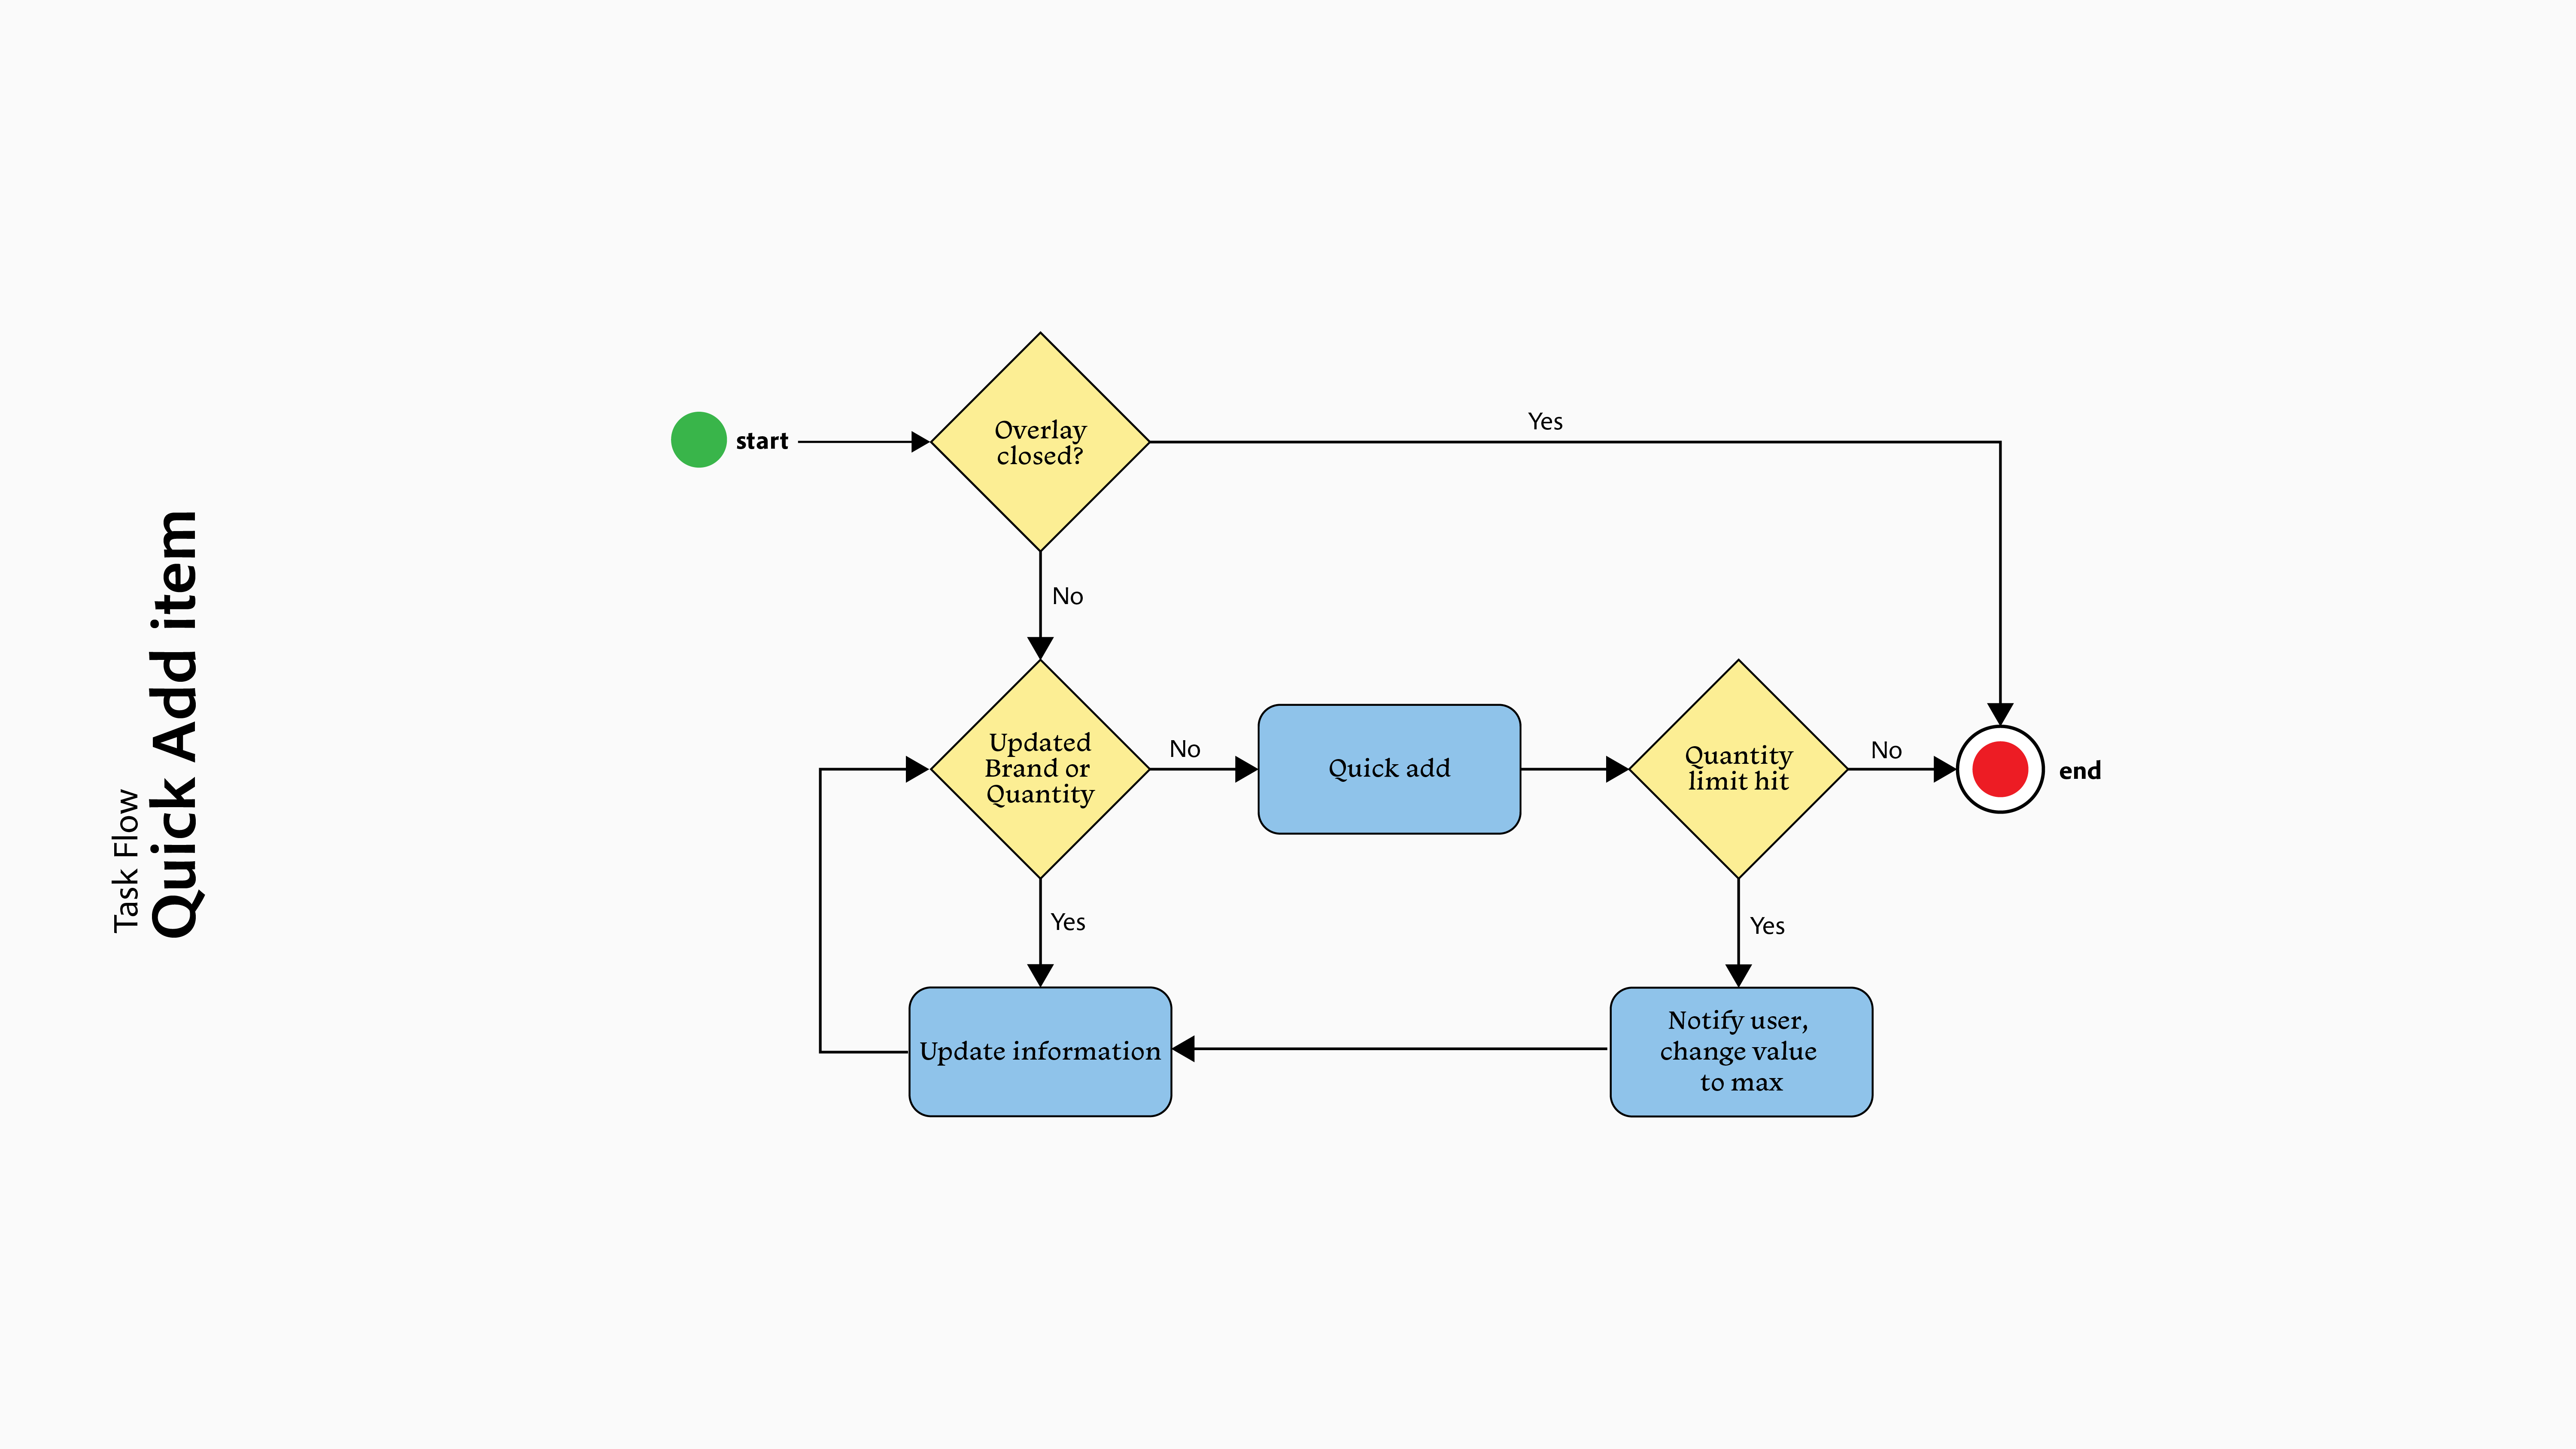 Task Flow
Quick Add item
start
Overlay
closed?
Yes
No
Updated
Brand or
Quantity
No
Quick add
Quantity
limit hit
No
end
Yes
Yes
Update information
Notify user,
change value
to max